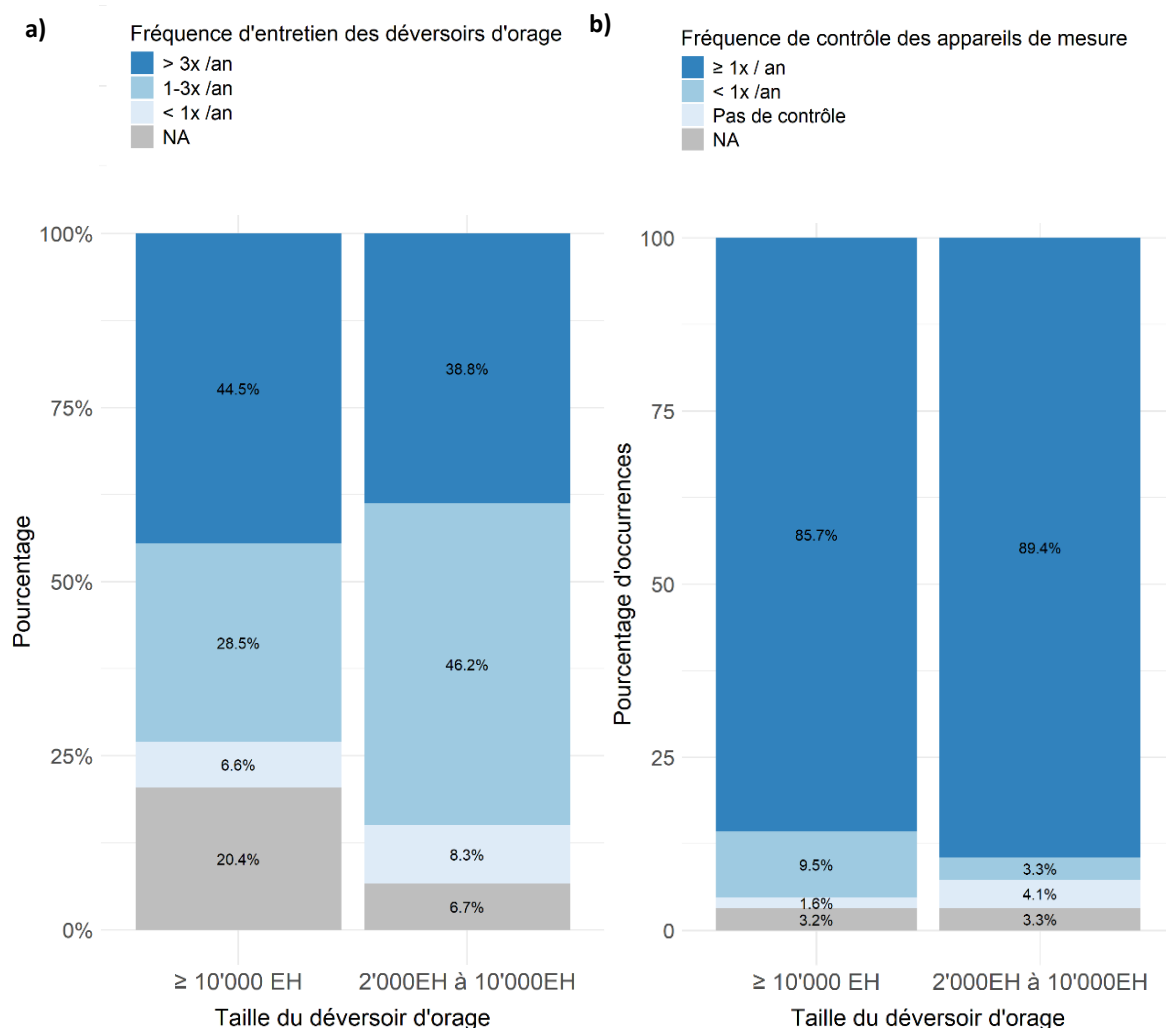 a)
Fréquence d'entretien des déversoirs d'orage
> 3x /an
1-3x /an
< 1x /an
NA
100%
75%
50%
25%
0%
Pourcentage
44.5%
28.5%
6.6%
20.4%
38.8%
46.2%
8.3%
6.7%
≥ 10'000 EH
2'000EH à 10'000EH
Taille du déversoir d'orage
b)
Fréquence de contrôle des appareils de mesure
≥ 1x / an
< 1x /an
Pas de contrôle
NA
100
75
50
25
0
Pourcentage d'occurrences
85.7%
9.5%
1.6%
3.2%
89.4%
3.3%
4.1%
3.3%
≥ 10'000 EH
2'000EH à 10'000EH
Taille du déversoir d'orage